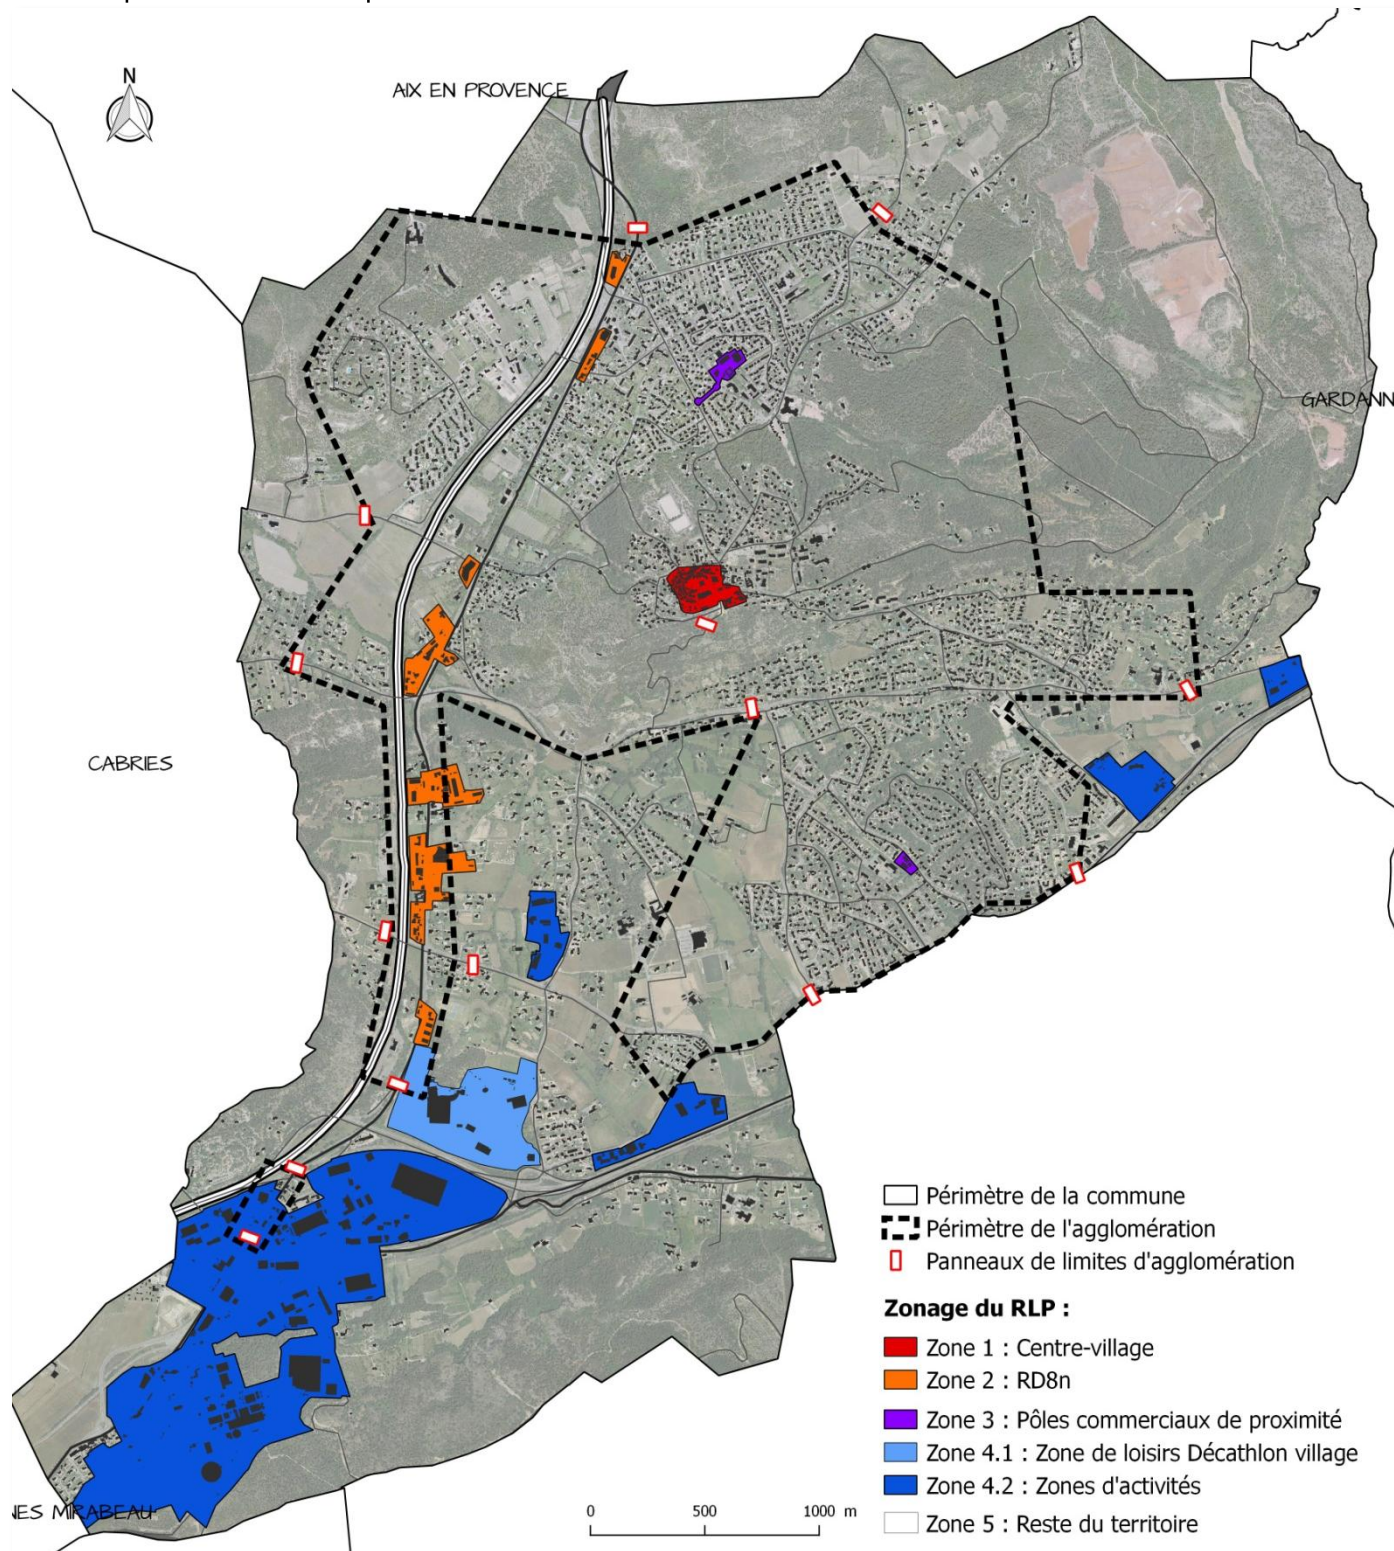 N
AIX EN PROVENCE
GARDANN
CABRIES
NES MIRABEAU
Périmètre de la commune
Périmètre de l'agglomération
Panneaux de limites d'agglomération
Zonage du RLP :
Zone 1 : Centre-village
Zone 2 : RD8n
Zone 3 : Pôles commerciaux de proximité
Zone 4.1 : Zone de loisirs Décathlon village
Zone 4.2 : Zones d'activités
Zone 5 : Reste du territoire
0 500 1000 m